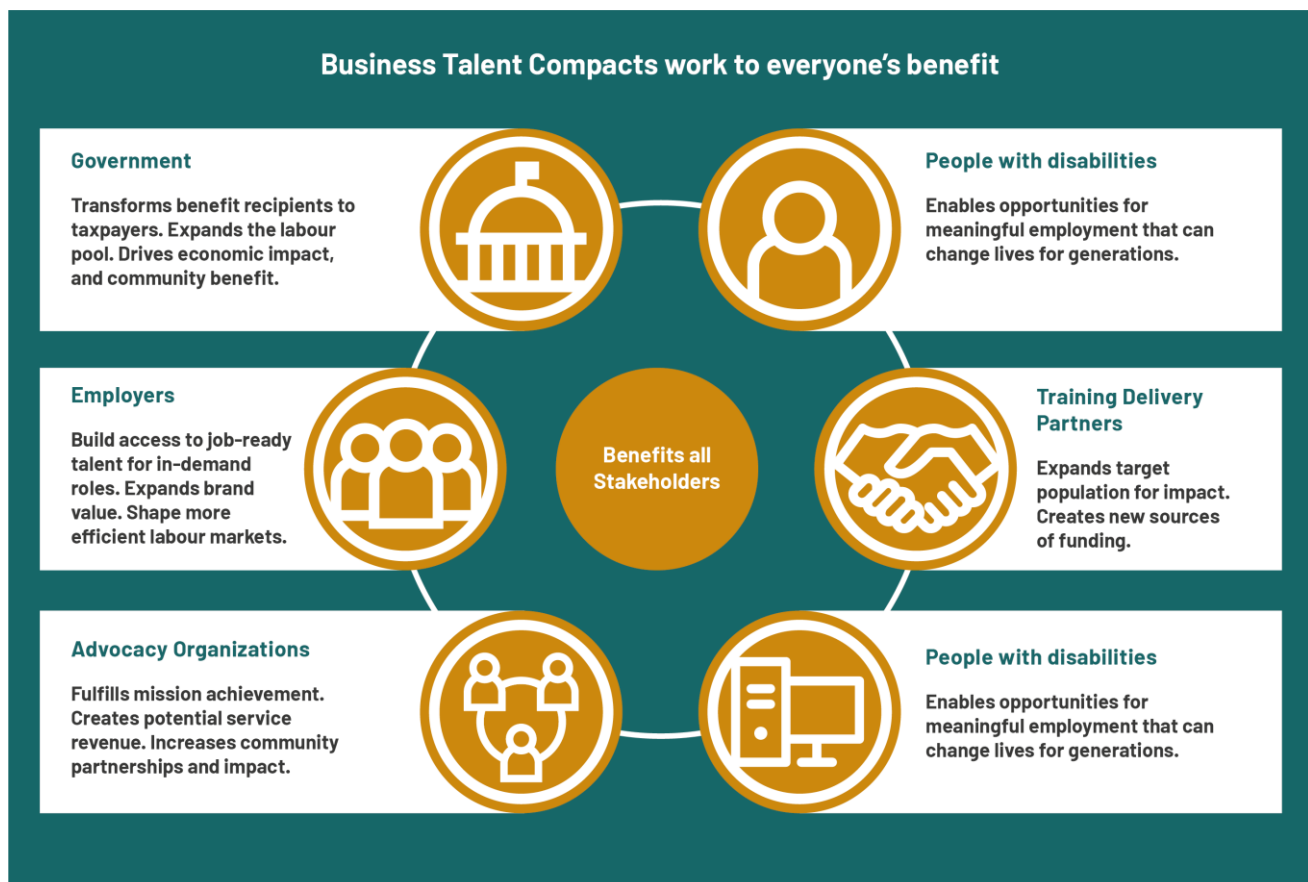 Business Talent Compacts work to everyone’s benefit
Government
Transforms benefit recipients to
taxpayers. Expands the labour
pool. Drives economic impact,
and community benefit.
People with disabilities
Enables opportunities for
meaningful employment that can
change lives for generations.
Employers
Build access to job-ready
talent for in-demand
roles. Expands brand
value. Shape more
efficient labour markets.
Benefits all
Stakeholders
Training Delivery
Partners
Expands target
population for impact.
Creates new sources
of funding.
Advocacy Organizations
Fulfills mission achievement.
Creates potential service
revenue. Increases community
partnerships and impact.
People with disabilities
Enables opportunities for
meaningful employment that can
change lives for generations.